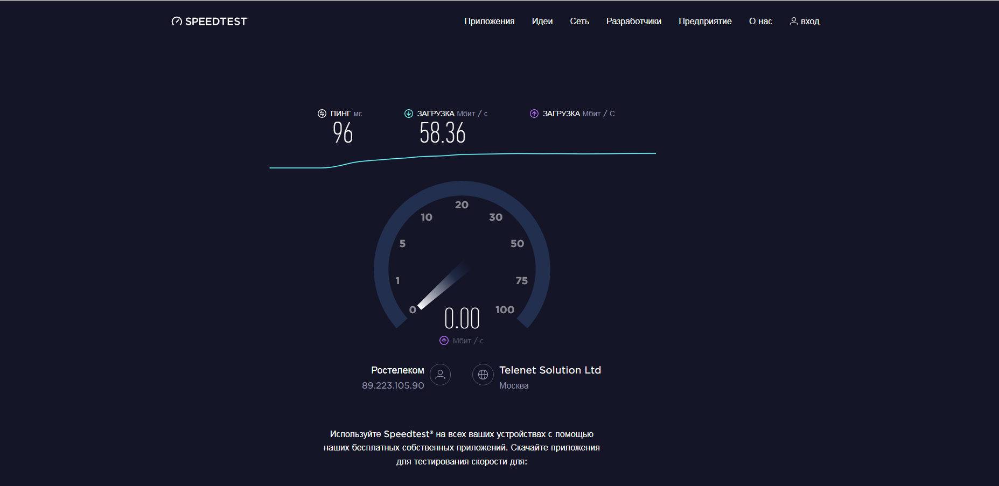 SPEEDTEST
Приложения Идеи Сеть Разработчики Предприятие О нас вход
ПИНГ мс ЗАГРУЗКА Мбит / с ЗАГРУЗКА Мбит / С
96 58.36
20
10 30
5 50
1 75
0 100
0.00
Мбит / с
Ростелеком Telenet Solution Ltd
89.223.105.90 Москва
Используйте Speedtest® на всех ваших устройствах с помощью
наших бесплатных собственных приложений. Скачайте приложения
для тестирования скорости для: